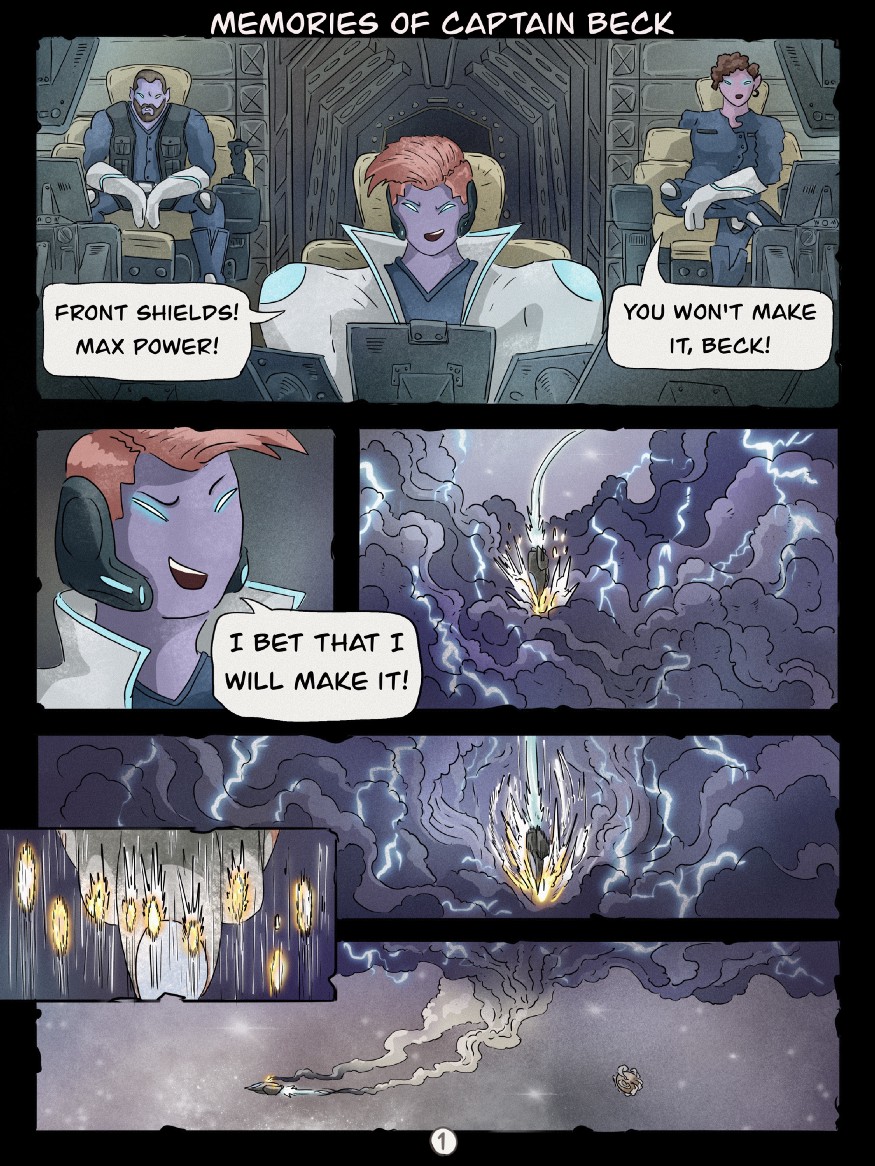 MEMORIES OF CAPTAIN BECK
FRONT SHIELDS!
MAX POWER!
YOU WON'T MAKE
IT, BECK!
I BET THAT I
WILL MAKE IT!
1